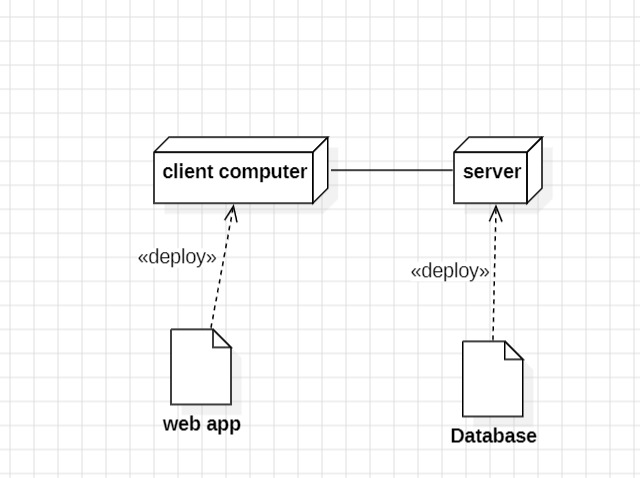 client computer
server
«deploy»
«deploy»
web app
Database